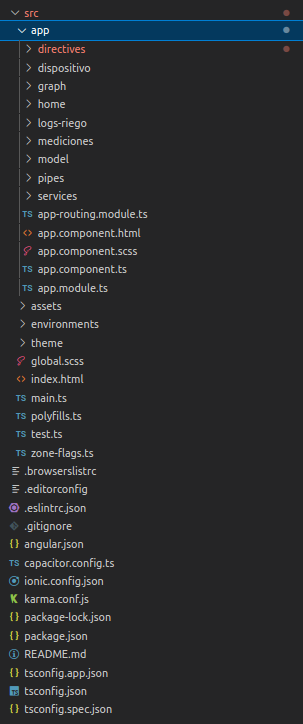 src
app
directives
dispositivo
graph
home
logs-riego
mediciones
model
pipes
services
TS app-routing.module.ts
<> app.component.html
app.component.scss
TS app.component.ts
TS app.module.ts
assets
environments
theme
global.scss
<> index.html
TS main.ts
TS polyfills.ts
TS test.ts
TS zone-flags.ts
.browserslistrc
.editorconfig
.eslintrc.json
.gitignore
{ } angular.json
TS capacitor.config.ts
ionic.config.json
K karma.conf.js
{ } package-lock.json
{ } package.json
README.md
{ } tsconfig.app.json
TS tsconfig.json
{ } tsconfig.spec.json